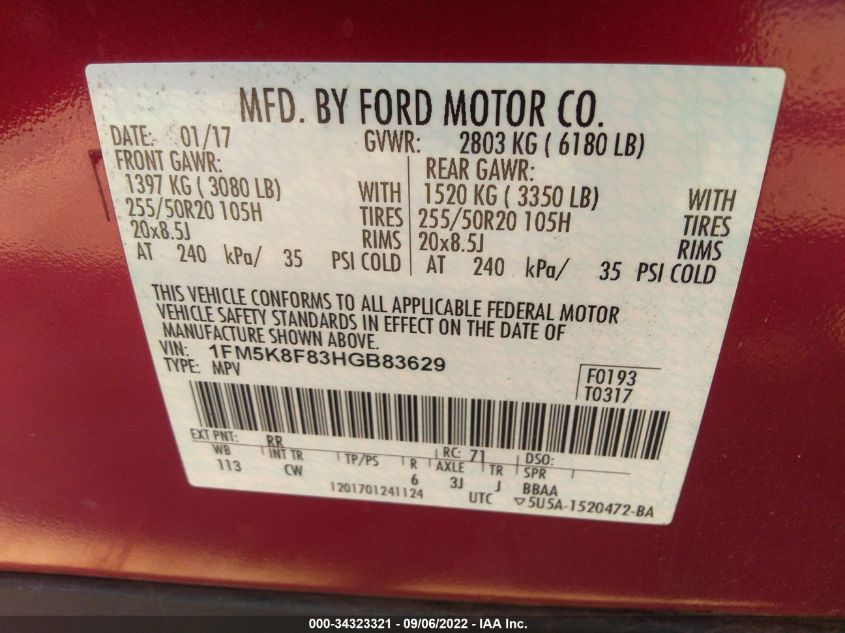 MFD. BY FORD MOTOR CO.
DATE: 01/17 GVWR: 2803 KG ( 6180 LB)
FRONT GAWR: REAR GAWR:
1397 KG ( 3080 LB) WITH 1520 KG ( 3350 LB) WITH
255/50R20 105H TIRES 255/50R20 105H TIRES
20x8.5J RIMS 20x8.5J RIMS
AT 240 kPa/ 35 PSI COLD AT 240 kPa/ 35 PSI COLD
THIS VEHICLE CONFORMS TO ALL APPLICABLE FEDERAL MOTOR
VEHICLE SAFETY STANDARDS IN EFFECT ON THE DATE OF
MANUFACTURE SHOWN ABOVE.
VIN: 1FM5K8F83HGB83629
TYPE: MPV
F0193
T0317
EXT PNT: RR RC: 71 DSO:
WB INT TR TP/PS R AXLE TR SPR
113 CW 6 3J J BBAA
1201701241124 UTC ▽5U5A-1520472-BA
000-34323321 - 09/06/2022 - IAA Inc.